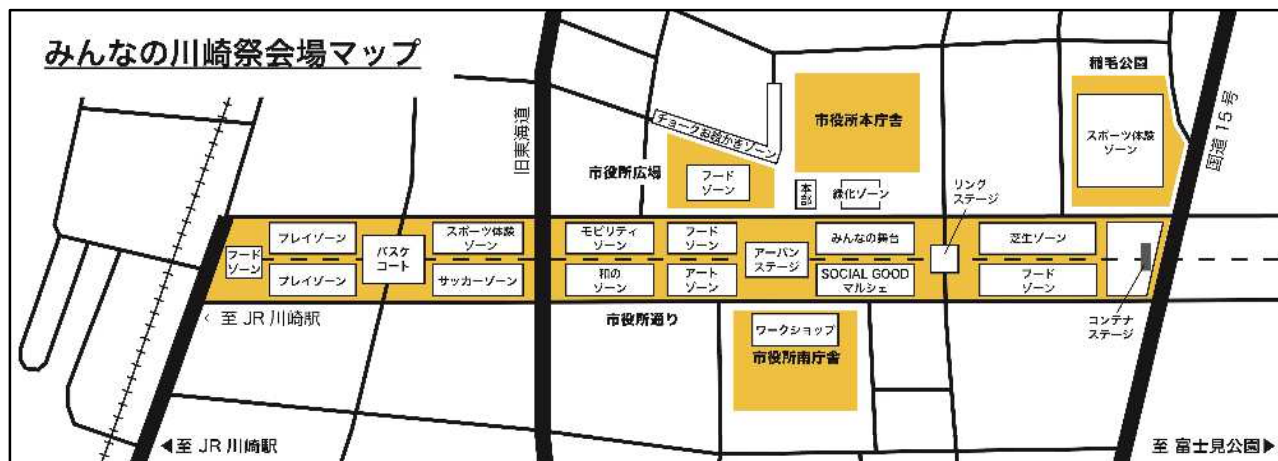 みんなの川崎祭会場マップ
旧東海道
チョークお絵かきゾーン
市役所本庁舎
稲毛公園
スポーツ体験
ゾーン
国道15号
市役所広場
フード
ゾーン
本部
緑化ゾーン
リング
ステージ
フード
ゾーン
プレイゾーン
プレイゾーン
バスケ
コート
スポーツ体験
ゾーン
サッカーゾーン
モビリティ
ゾーン
和の
ゾーン
フード
ゾーン
アート
ゾーン
アーバン
ステージ
みんなの舞台
SOCIAL GOOD
マルシェ
芝生ゾーン
フード
ゾーン
コンテナ
ステージ
〈 至 JR 川崎駅
市役所通り
ワークショップ
市役所南庁舎
◀至 JR 川崎駅
至 富士見公園▶